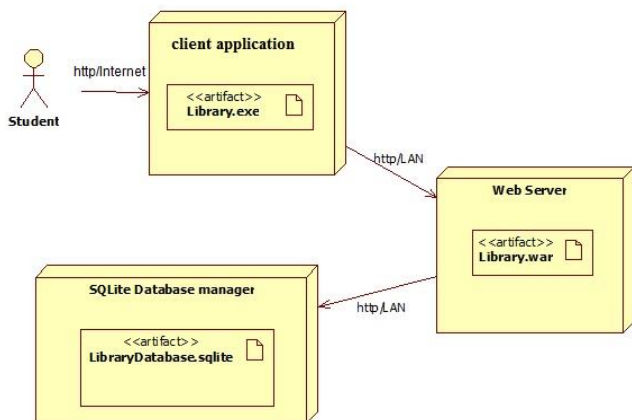 client application
http/Internet
<<artifact>>
Library.exe
Student
http/LAN
Web Server
<<artifact>>
Library.war
SQLite Database manager
http/LAN
<<artifact>>
LibraryDatabase.sqlite